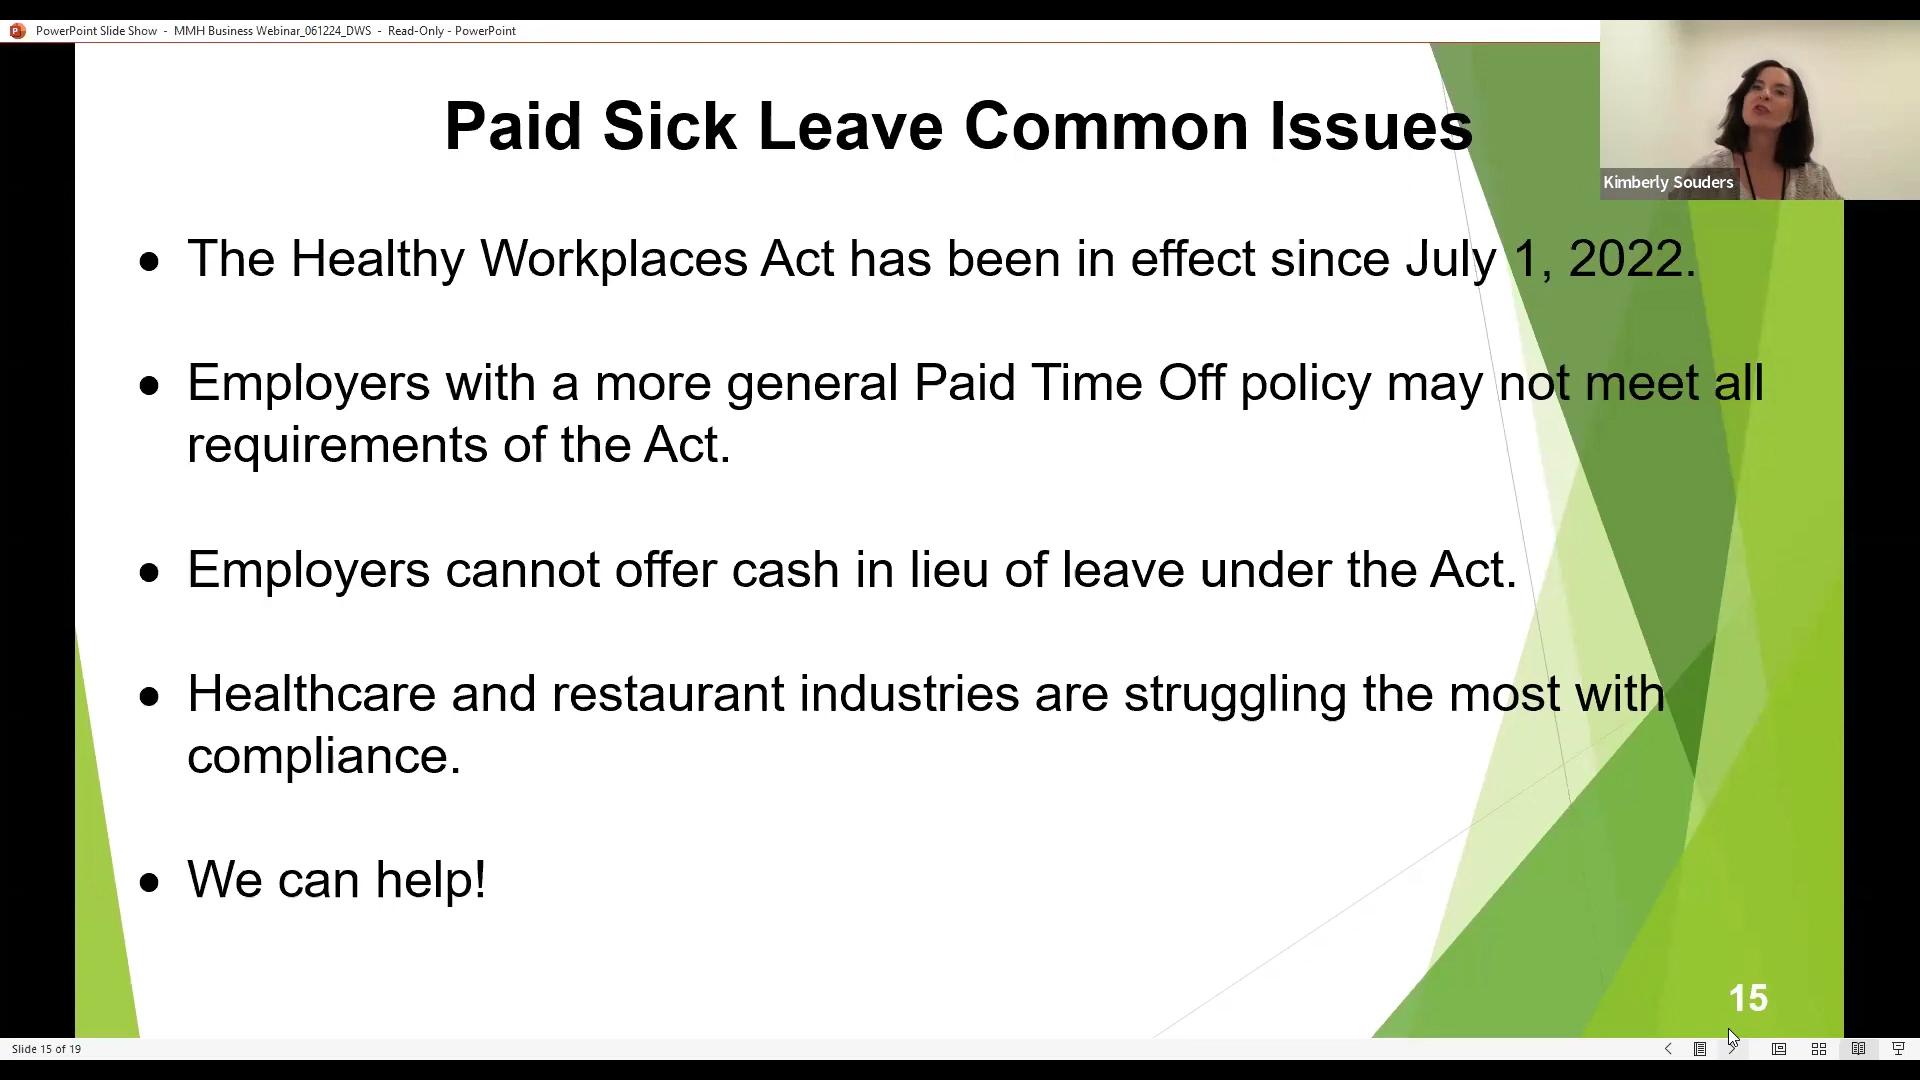 PowerPoint Slide Show - MMH Business Webinar_061224_DWS - Read-Only - PowerPoint
Paid Sick Leave Common Issues
Kimberly Souders
● The Healthy Workplaces Act has been in effect since July 1, 2022.
● Employers with a more general Paid Time Off policy may not meet all
requirements of the Act.
● Employers cannot offer cash in lieu of leave under the Act.
● Healthcare and restaurant industries are struggling the most with
compliance.
● We can help!
15
Slide 15 of 19